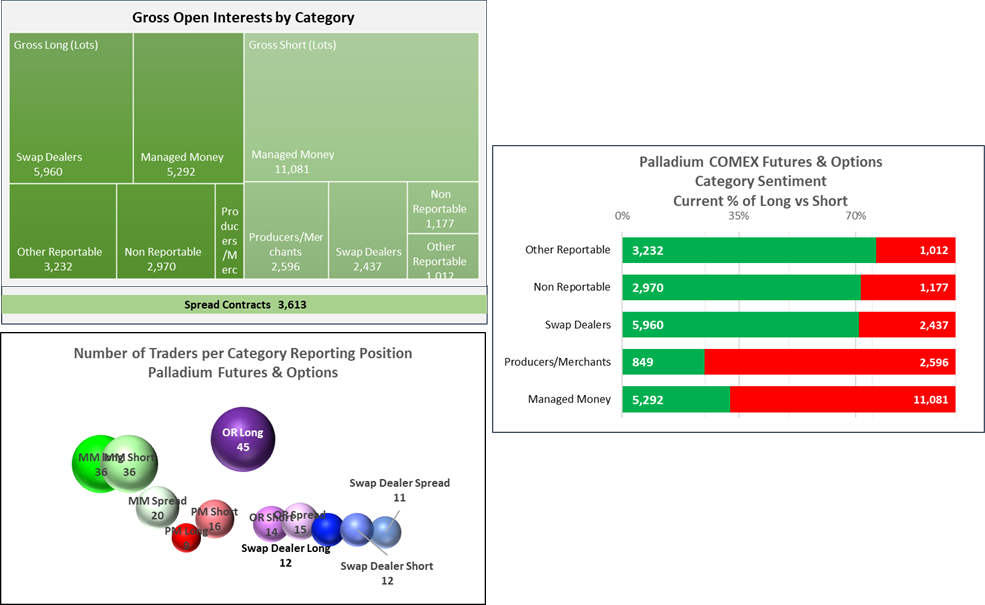 Gross Open Interests by Category
Gross Long (Lots)
Gross Short (Lots)
Swap Dealers
5,960
Managed Money
5,292
Managed Money
11,081
Other Reportable
3,232
Non Reportable
2,970
Pro
duc
ers
/M
erc
Producers/Mer
chants
2,596
Swap Dealers
2,437
Non
Reportable
1,177
Other
Reportable
1,012
Spread Contracts 3,613
Number of Traders per Category Reporting Position
Palladium Futures & Options
OR Long
45
MM long
36
MM Short
36
MM Spread
20
PM Long
9
PM Short
16
OR Short
14
OR Spread
15
Swap Dealer Long
12
Swap Dealer Short
12
Swap Dealer Spread
11
Palladium COMEX Futures & Options
Category Sentiment
Current % of Long vs Short
0% 35% 70%
Other Reportable 3,232 1,012
Non Reportable 2,970 1,177
Swap Dealers 5,960 2,437
Producers/Merchants 849 2,596
Managed Money 5,292 11,081